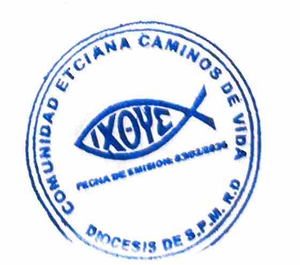 COMUNIDAD ETCIANA CAMINOS DE VIDA
ΙΧΘΥΣ
FECHA DE EMISION:
DIOCESIS DE S.P.M. R.D